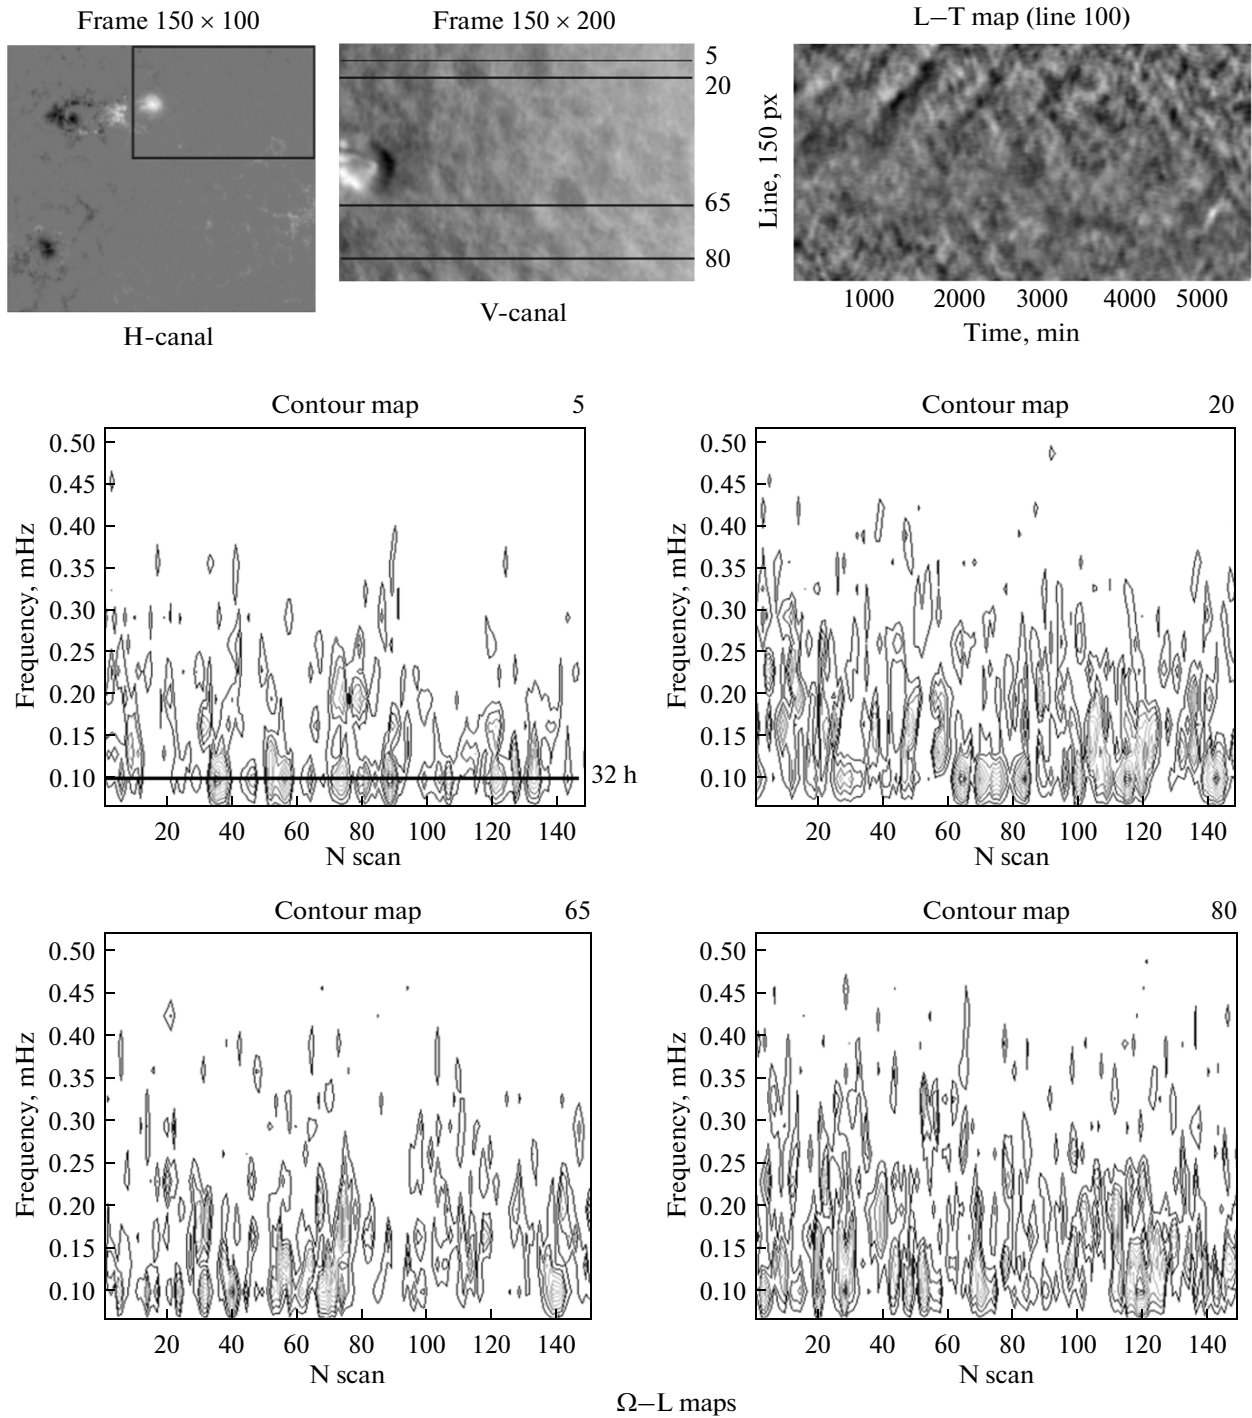 Frame 150 × 100
Frame 150 × 200
L–T map (line 100)
5
20
65
80
Line, 150 px
H-canal
V-canal
1000 2000 3000 4000 5000
Time, min
Contour map 5
0.50
0.45
0.40
0.35
0.30
0.25
0.20
0.15
0.10
Frequency, mHz
32 h
20 40 60 80 100 120 140
N scan
Contour map 20
0.50
0.45
0.40
0.35
0.30
0.25
0.20
0.15
0.10
Frequency, mHz
20 40 60 80 100 120 140
N scan
Contour map 65
0.50
0.45
0.40
0.35
0.30
0.25
0.20
0.15
0.10
Frequency, mHz
20 40 60 80 100 120 140
N scan
Contour map 80
0.50
0.45
0.40
0.35
0.30
0.25
0.20
0.15
0.10
Frequency, mHz
20 40 60 80 100 120 140
N scan
Ω–L maps